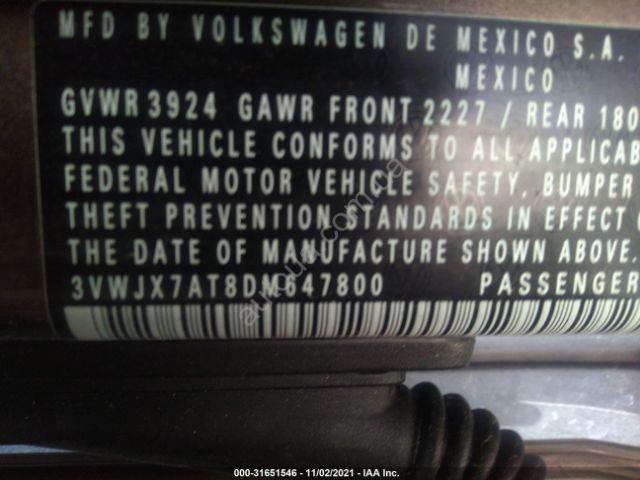 MFD BY VOLKSWAGEN DE MEXICO S.A.
MEXICO
GVWR 3924 GAWR FRONT 2227 / REAR 180
THIS VEHICLE CONFORMS TO ALL APPLICAB
FEDERAL MOTOR VEHICLE SAFETY, BUMPER
THEFT PREVENTION STANDARDS IN EFFECT
THE DATE OF MANUFACTURE SHOWN ABOVE.
3VWJX7AT8DM647800 PASSENGER
000-31651546 - 11/02/2021 - IAA Inc.